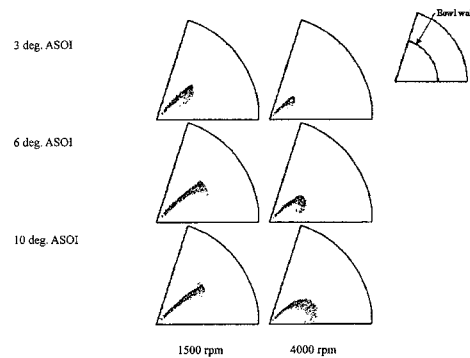 Bowl wa
3 deg. ASOI
6 deg. ASOI
10 deg. ASOI
1500 rpm
4000 rpm